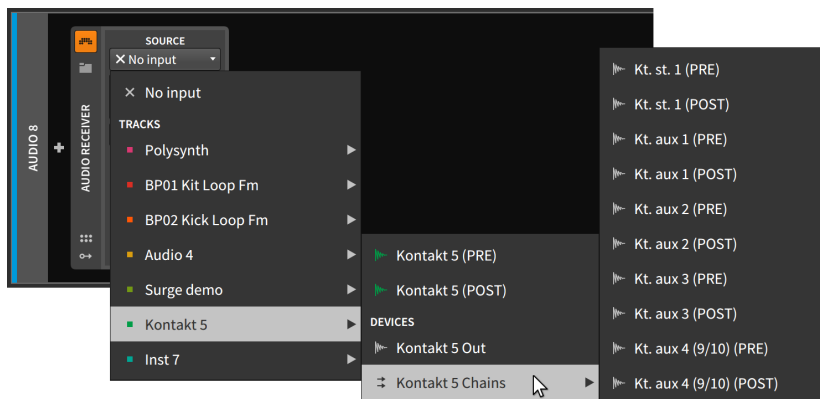 AUDIO 8
AUDIO RECEIVER
SOURCE
No input
No input
TRACKS
Polysynth
BP01 Kit Loop Fm
BP02 Kick Loop Fm
Audio 4
Surge demo
Kontakt 5
Inst 7
Kontakt 5 (PRE)
Kontakt 5 (POST)
DEVICES
Kontakt 5 Out
Kontakt 5 Chains
Kt. st. 1 (PRE)
Kt. st. 1 (POST)
Kt. aux 1 (PRE)
Kt. aux 1 (POST)
Kt. aux 2 (PRE)
Kt. aux 2 (POST)
Kt. aux 3 (PRE)
Kt. aux 3 (POST)
Kt. aux 4 (9/10) (PRE)
Kt. aux 4 (9/10) (POST)